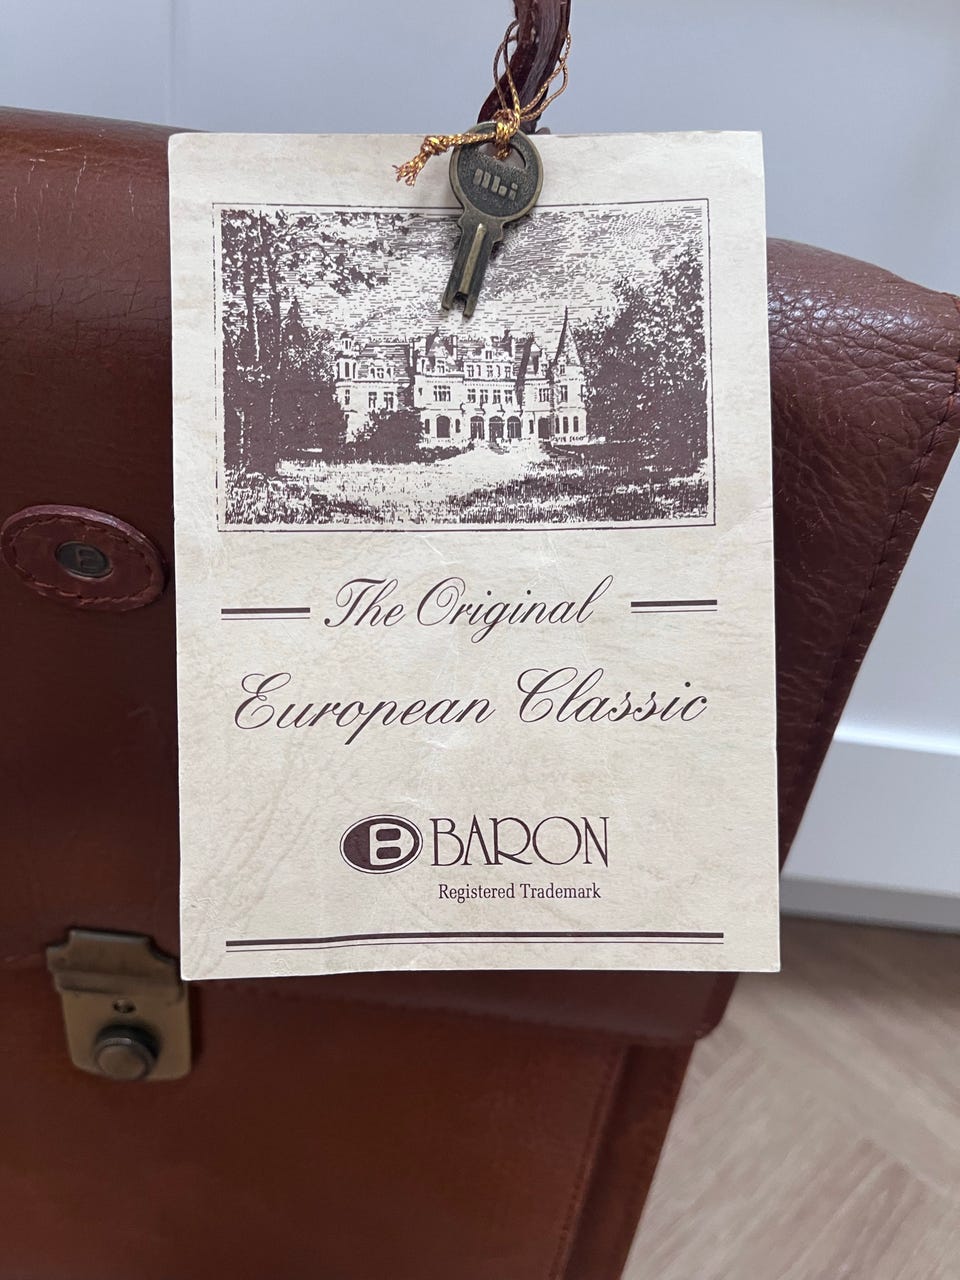 The Original
European Classic
B BARON
Registered Trademark
B